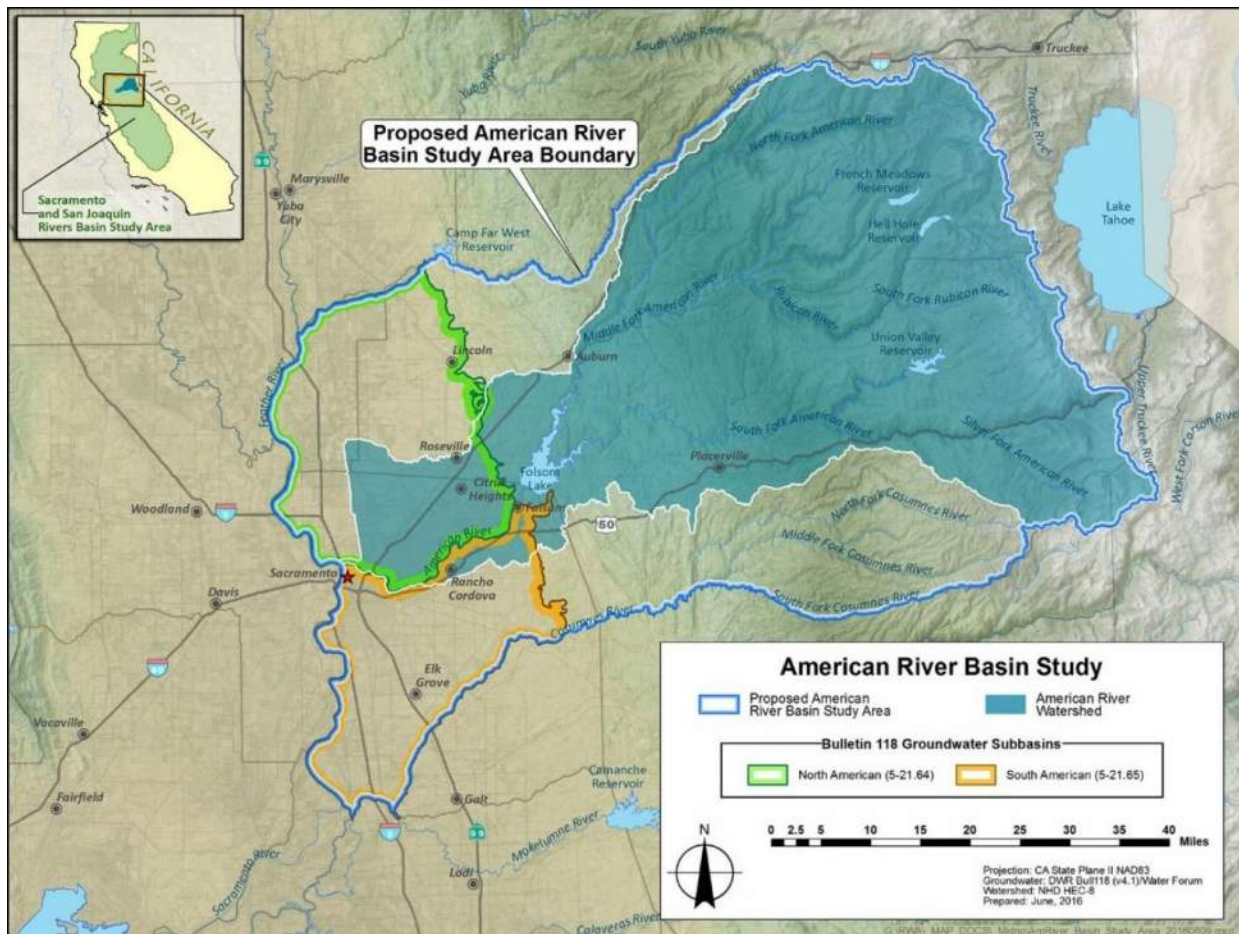 CALIFORNIA
Sacramento
and San Joaquin
Rivers Basin Study Area
99
Marysville
Yuba
City
Yuba River
South Yuba River
Bear River
80
Truckee
Truckee River
Proposed American River
Basin Study Area Boundary
North Fork American River
French Meadows
Reservoir
Hell Hole
Reservoir
Lake
Tahoe
Camp Far West
Reservoir
Middle Fork American River
Rubicon River
South Fork Rubicon River
Union Valley
Reservoir
Feather River
Lincoln
Auburn
Upper Truckee River
West Fork Carson River
Roseville
Citrus
Heights
Folsom
Lake
Folsom
South Fork American River
Silver Fork American River
Placerville
50
Woodland
5
American River
Sacramento
Rancho
Cordova
Davis
North Fork Cosumnes River
Middle Fork Cosumnes River
South Fork Cosumnes River
Cosumnes River
80
Elk
Grove
Vacaville
Fairfield
Galt
Camanche
Reservoir
5
99
Mokelumne River
Lodi
Sacramento River
Calaveras River
American River Basin Study
Proposed American
River Basin Study Area
American River
Watershed
Bulletin 118 Groundwater Subbasins
North American (5-21.64)
South American (5-21.65)
N
0 2.5 5 10 15 20 25 30 35 40
Miles
Projection: CA State Plane II NAD83
Groundwater: DWR Bull118 (v4.1)/Water Forum
Watershed: NHD HEC-8
Prepared: June, 2016